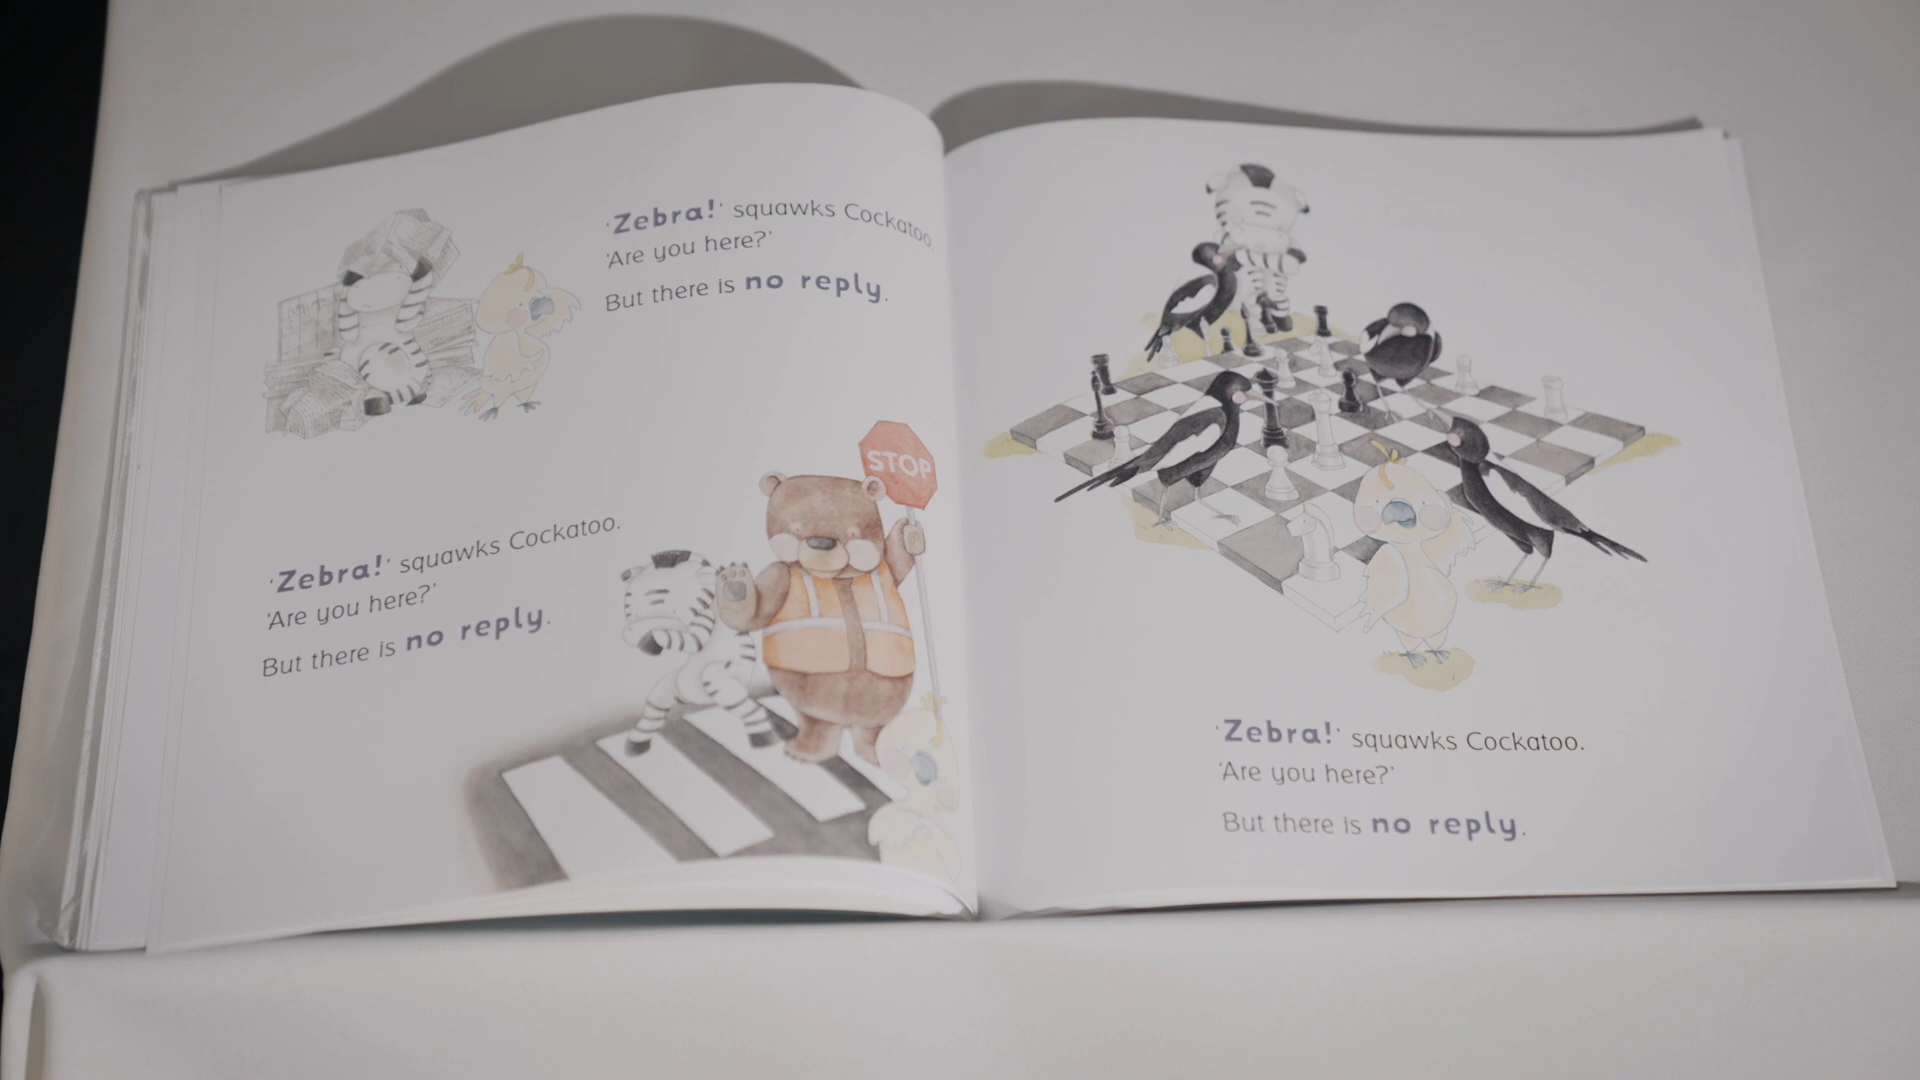 'Zebra!' squawks Cockatoo.
'Are you here?'
But there is no reply.
STOP
'Zebra!' squawks Cockatoo.
'Are you here?'
But there is no reply.
'Zebra!' squawks Cockatoo.
'Are you here?'
But there is no reply.